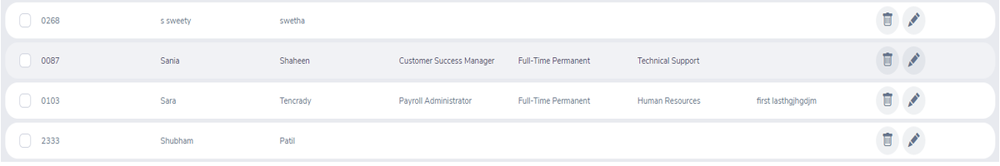 0268 s sweety swetha
0087 Sania Shaheen Customer Success Manager Full-Time Permanent Technical Support
0103 Sara Tencrady Payroll Administrator Full-Time Permanent Human Resources first lasthgjhgdjm
2333 Shubham Patil